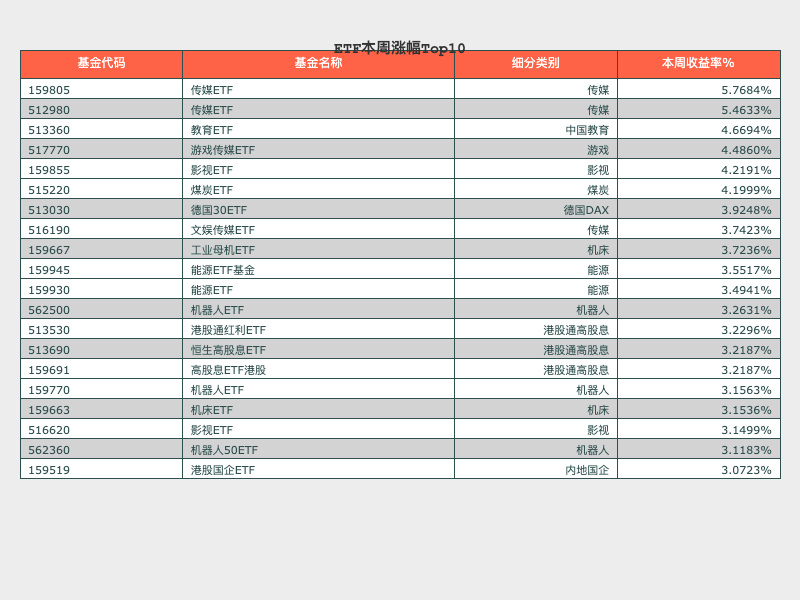 ETF本周涨幅Top10
基金代码 基金名称 细分类别 本周收益率%
159805 传媒ETF 传媒 5.7684%
512980 传媒ETF 传媒 5.4633%
513360 教育ETF 中国教育 4.6694%
517770 游戏传媒ETF 游戏 4.4860%
159855 影视ETF 影视 4.2191%
515220 煤炭ETF 煤炭 4.1999%
513030 德国30ETF 德国DAX 3.9248%
516190 文娱传媒ETF 传媒 3.7423%
159667 工业母机ETF 机床 3.7236%
159945 能源ETF基金 能源 3.5517%
159930 能源ETF 能源 3.4941%
562500 机器人ETF 机器人 3.2631%
513530 港股通红利ETF 港股通高股息 3.2296%
513690 恒生高股息ETF 港股通高股息 3.2187%
159691 高股息ETF港股 港股通高股息 3.2187%
159770 机器人ETF 机器人 3.1563%
159663 机床ETF 机床 3.1536%
516620 影视ETF 影视 3.1499%
562360 机器人50ETF 机器人 3.1183%
159519 港股国企ETF 内地国企 3.0723%